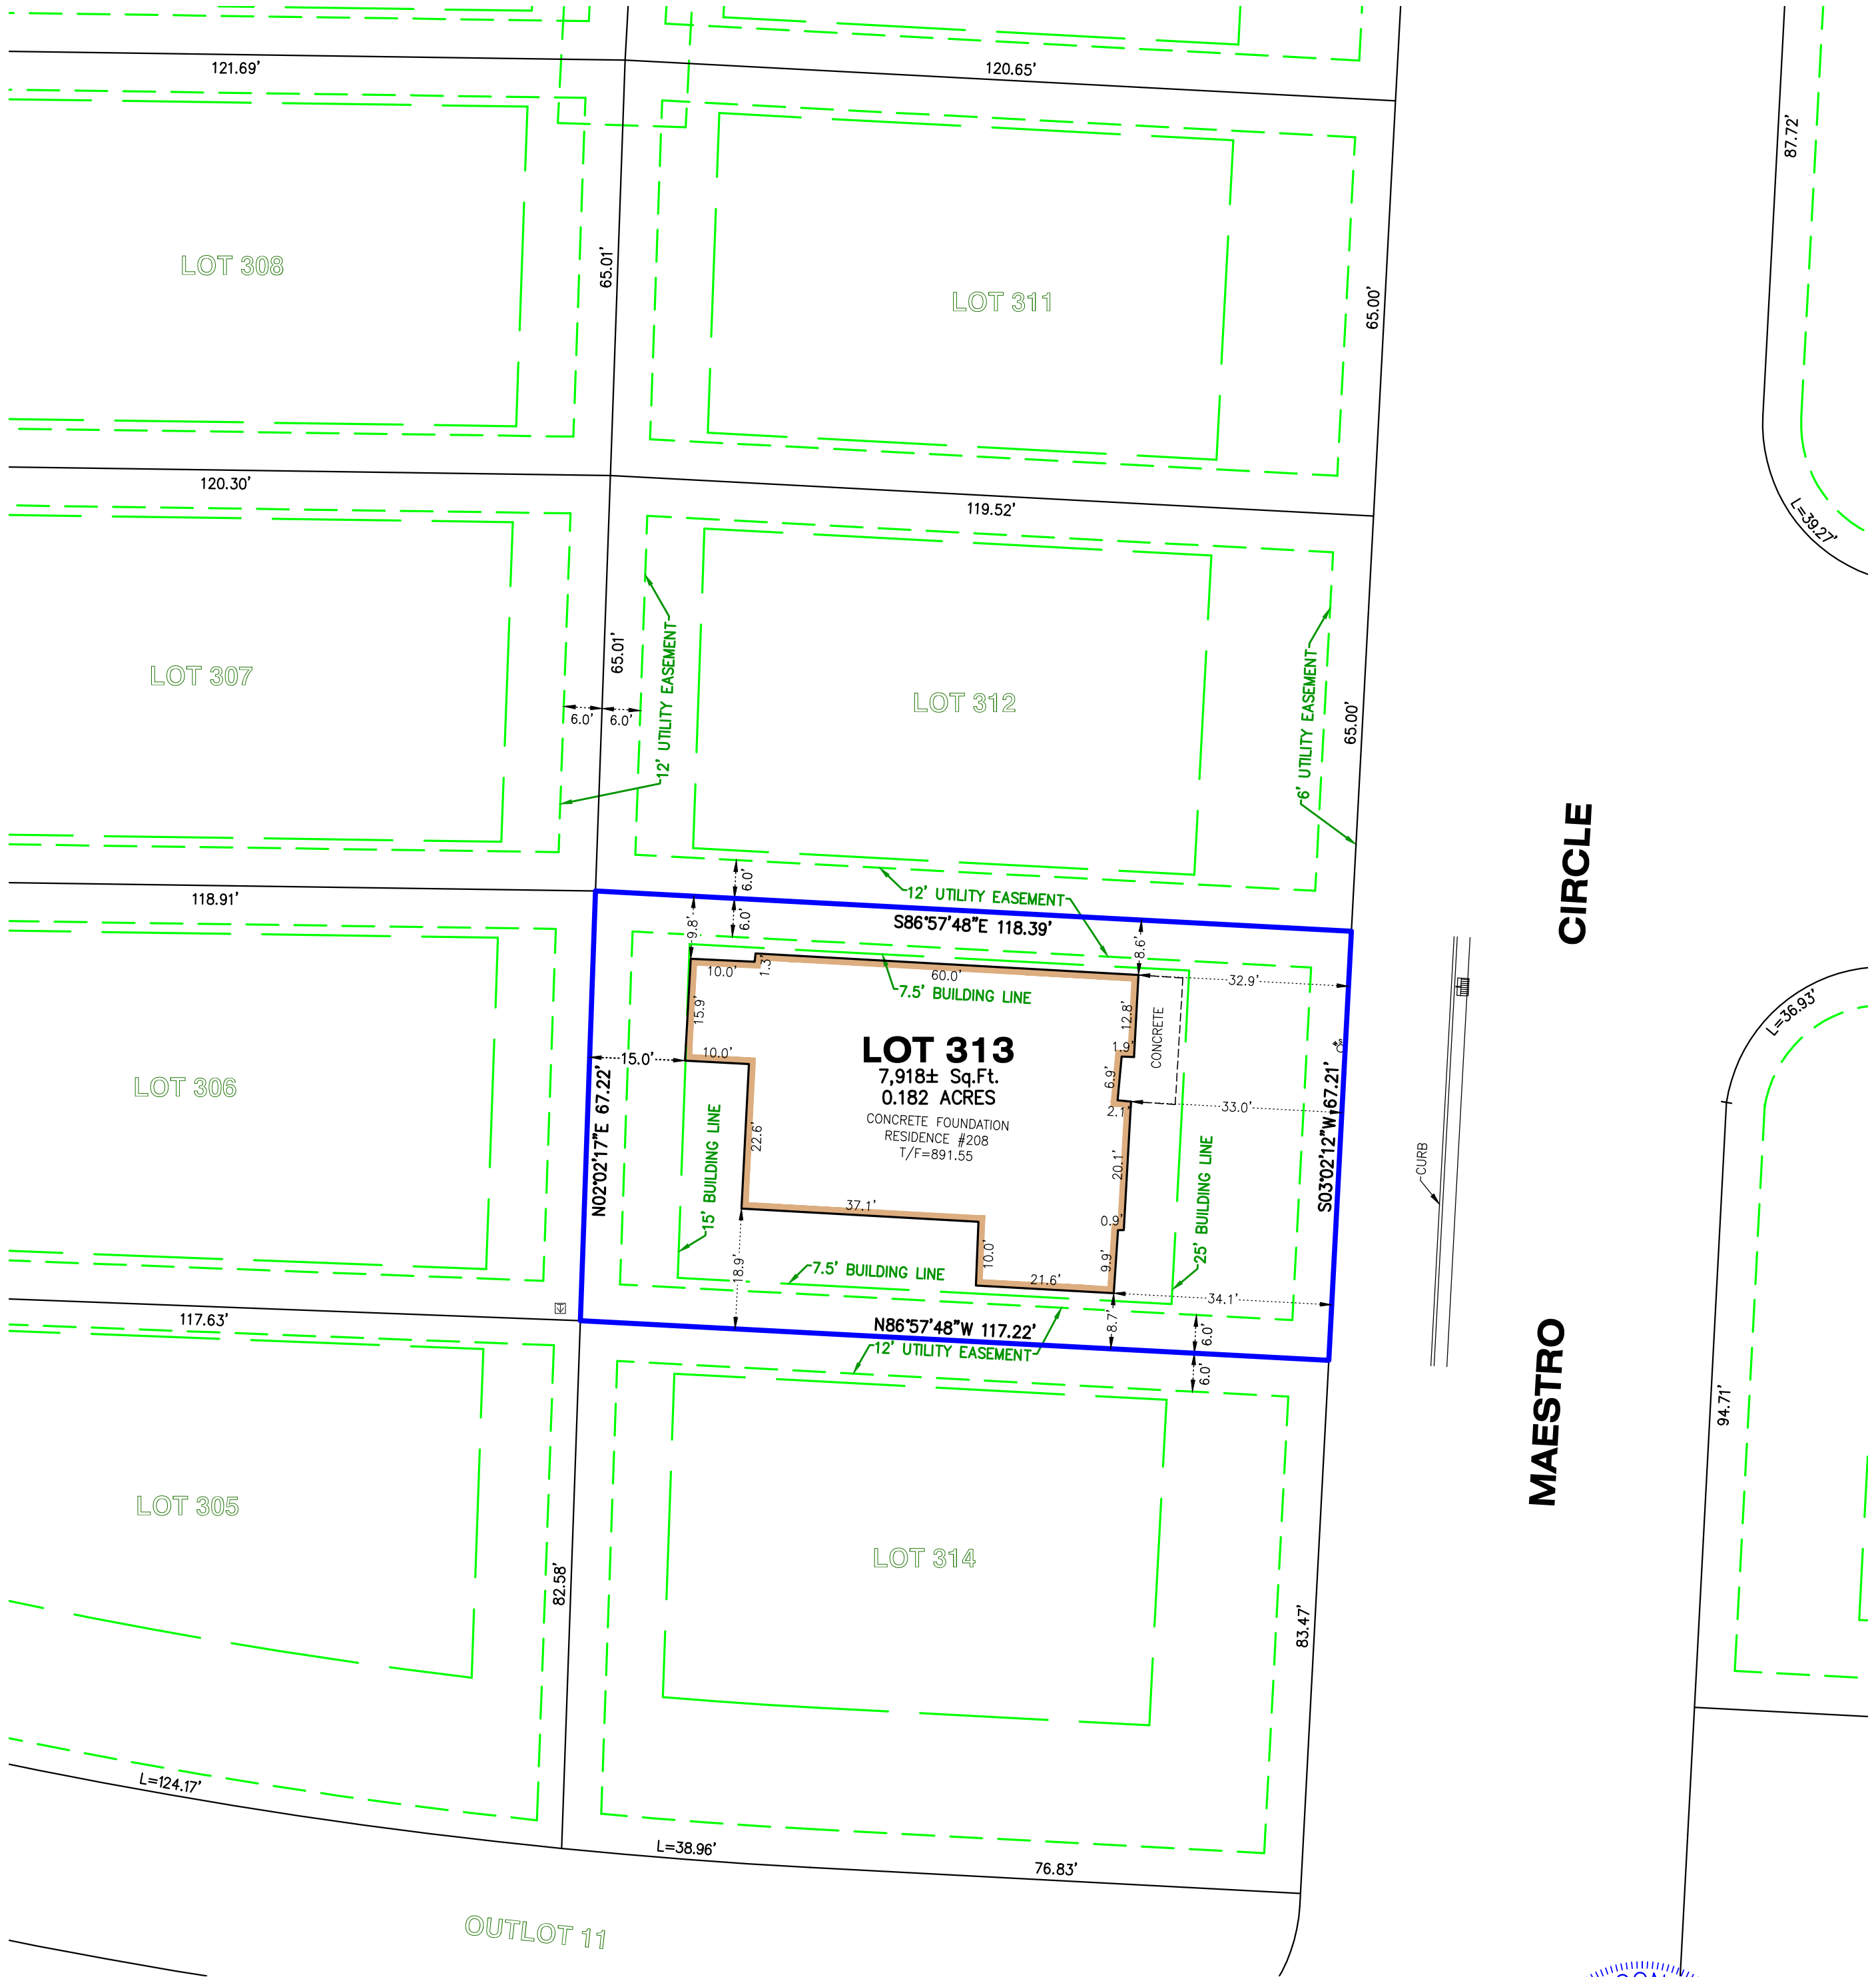 121.69'
120.65'
87.72'
LOT 308
65.01'
LOT 311
65.00'
120.30'
119.52'
L=39.27'
LOT 307
65.01'
12' UTILITY EASEMENT
LOT 312
6' UTILITY EASEMENT
65.00'
6.0'
6.0'
CIRCLE
118.91'
6.0'
12' UTILITY EASEMENT
S86°57'48"E 118.39'
9.8'
6.0'
8.6'
10.0'
1.3'
60.0'
32.9'
7.5' BUILDING LINE
15.9'
12.8'
CONCRETE
L=36.93'
LOT 313
7,918± Sq.Ft.
0.182 ACRES
CONCRETE FOUNDATION
RESIDENCE #208
T/F=891.55
10.0'
15.0'
1.9'
6.9'
2.1'
33.0'
LOT 306
N02°02'17"E 67.22'
S03°02'12"W 67.21'
15' BUILDING LINE
22.6'
20.1'
25' BUILDING LINE
CURB
37.1'
0.9'
10.0'
9.9'
18.9'
7.5' BUILDING LINE
21.6'
34.1'
117.63'
N86°57'48"W 117.22'
8.7'
6.0'
12' UTILITY EASEMENT
6.0'
MAESTRO
94.71'
LOT 305
LOT 314
82.58'
83.47'
L=124.17'
L=38.96'
76.83'
OUTLOT 11